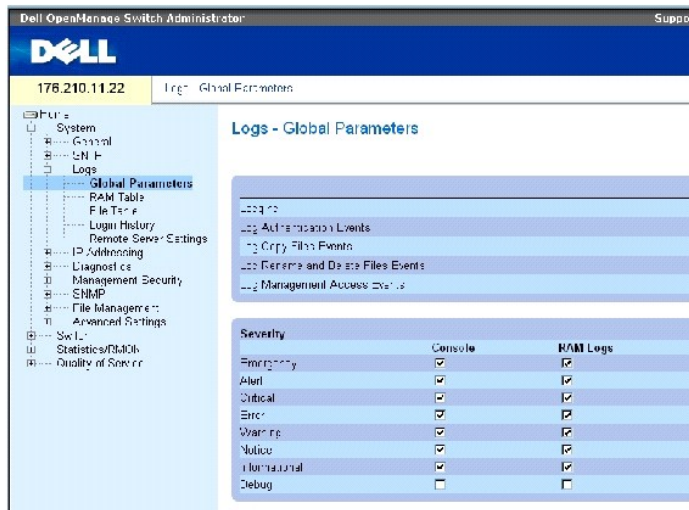 Dell OpenManage Switch Administrator Suppo
DELL
176.210.11.22 Logs - Global Parameters
Home
System
General
SNTP
Logs
Global Parameters
RAM Table
File Table
Login History
Remote Server Settings
IP Addressing
Diagnostics
Management Security
SNMP
File Management
Advanced Settings
Switch
Statistics/RMON
Quality of Service
Logs - Global Parameters
Logging
Log Authentication Events
Log Copy Files Events
Log Rename and Delete Files Events
Log Management Access Events
Severity
Console RAM Logs
Emergency
Alert
Critical
Error
Warning
Notice
Informational
Debug